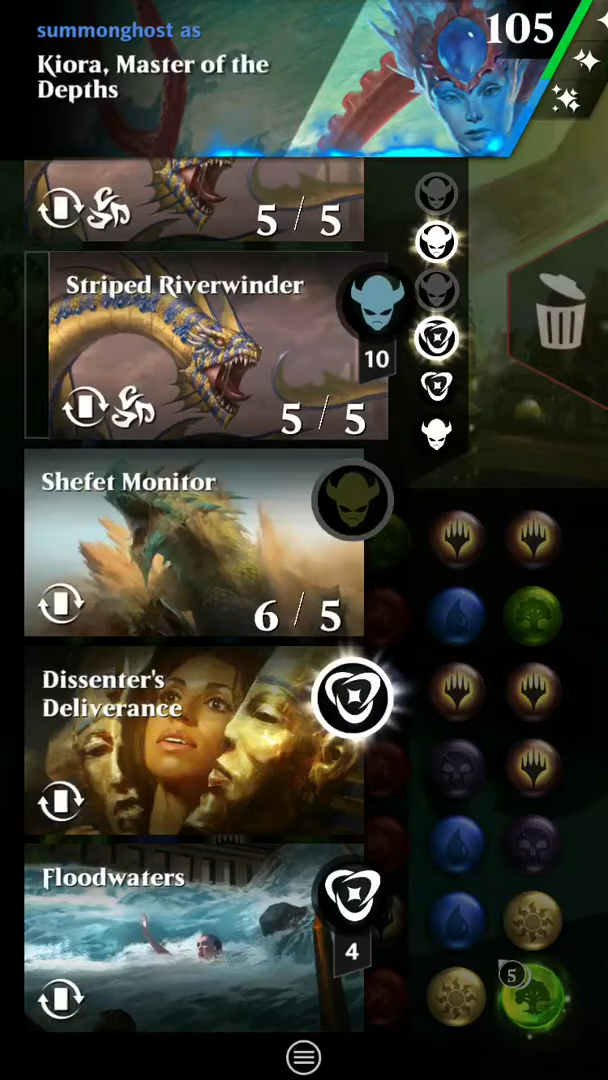 summonghost as
105
Kiora, Master of the
Depths
5 / 5
Striped Riverwinder
10
5 / 5
Shefet Monitor
6 / 5
Dissenter's
Deliverance
Floodwaters
4
5